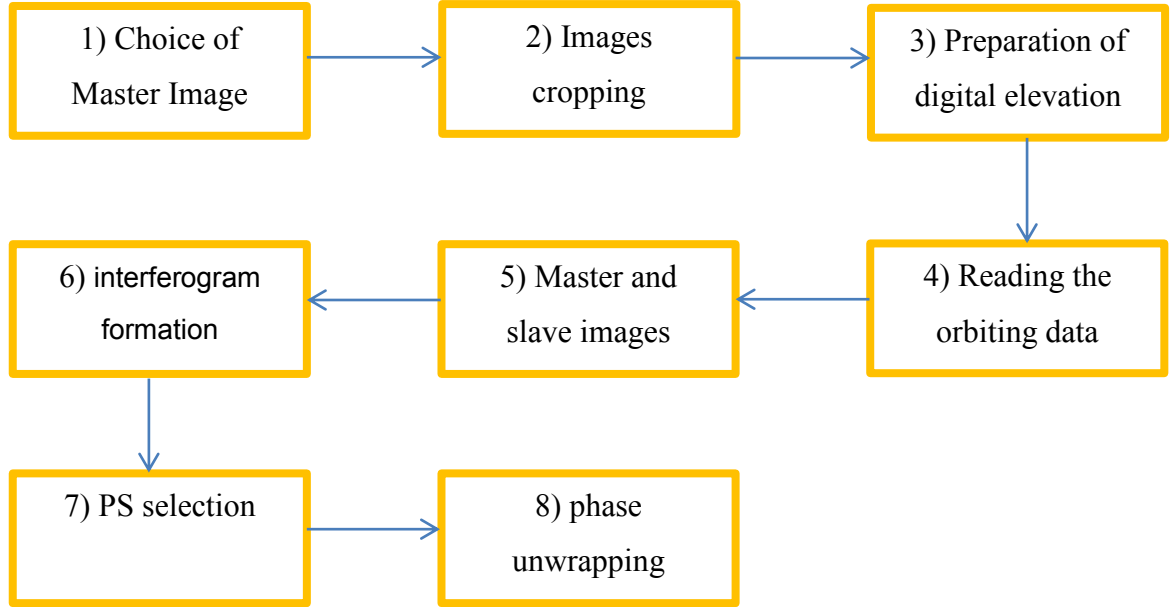 1) Choice of
Master Image
2) Images
cropping
3) Preparation of
digital elevation
4) Reading the
orbiting data
5) Master and
slave images
6) interferogram
formation
7) PS selection
8) phase
unwrapping